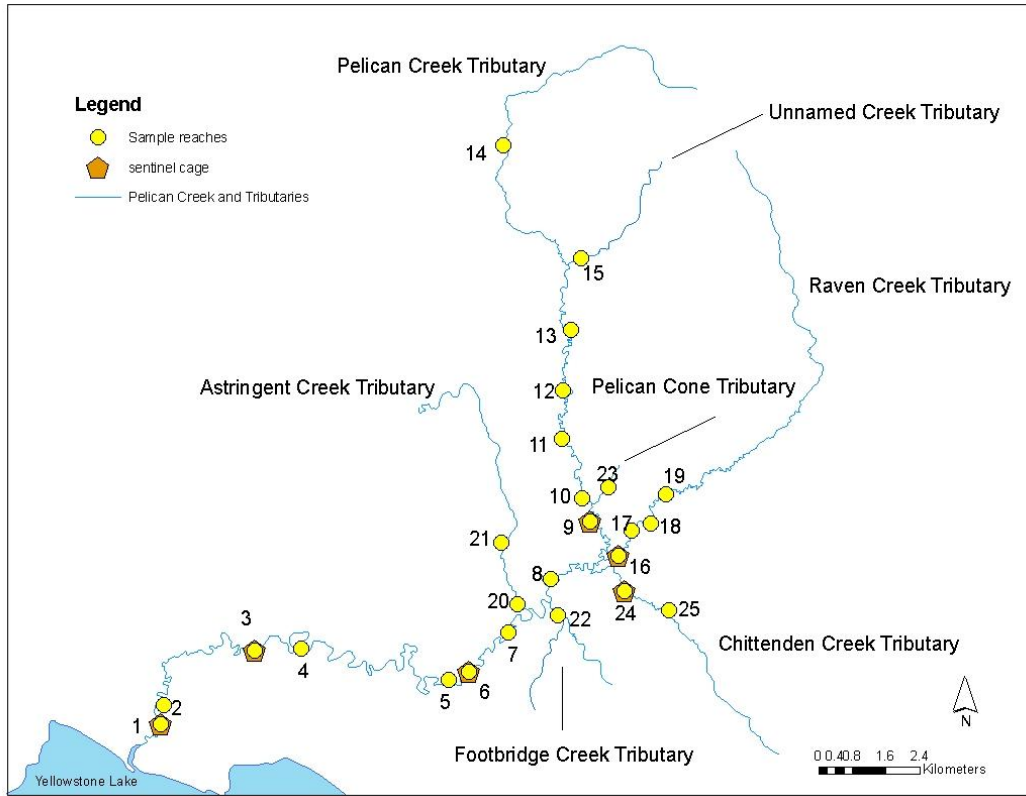 Pelican Creek Tributary
Legend
Unnamed Creek Tributary
Sample reaches
14
sentinel cage
Pelican Creek and Tributaries
15
Raven Creek Tributary
13
Astringent Creek Tributary
12
Pelican Cone Tributary
11
23
19
10
9
17
18
21
16
8
20
24
25
22
3
7
Chittenden Creek Tributary
4
5
6
2
1
N
Footbridge Creek Tributary
0 0.40.8 1.6 2.4
Kilometers
Yellowstone Lake